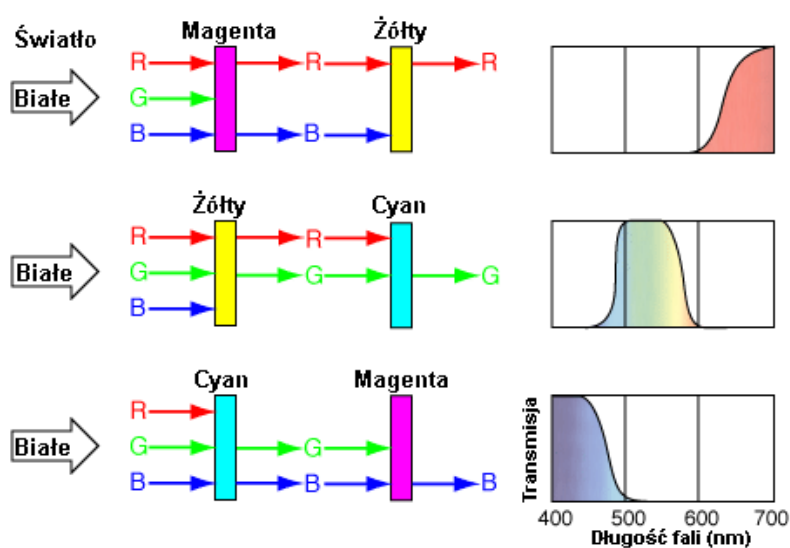 Światło
Magenta
Żółty
Białe
R R R
G
B B
Żółty
Cyan
Białe
R R
G G G
B
Cyan
Magenta
Białe
R
G G
B B B
Transmisja
400 500 600 700
Długość fali (nm)